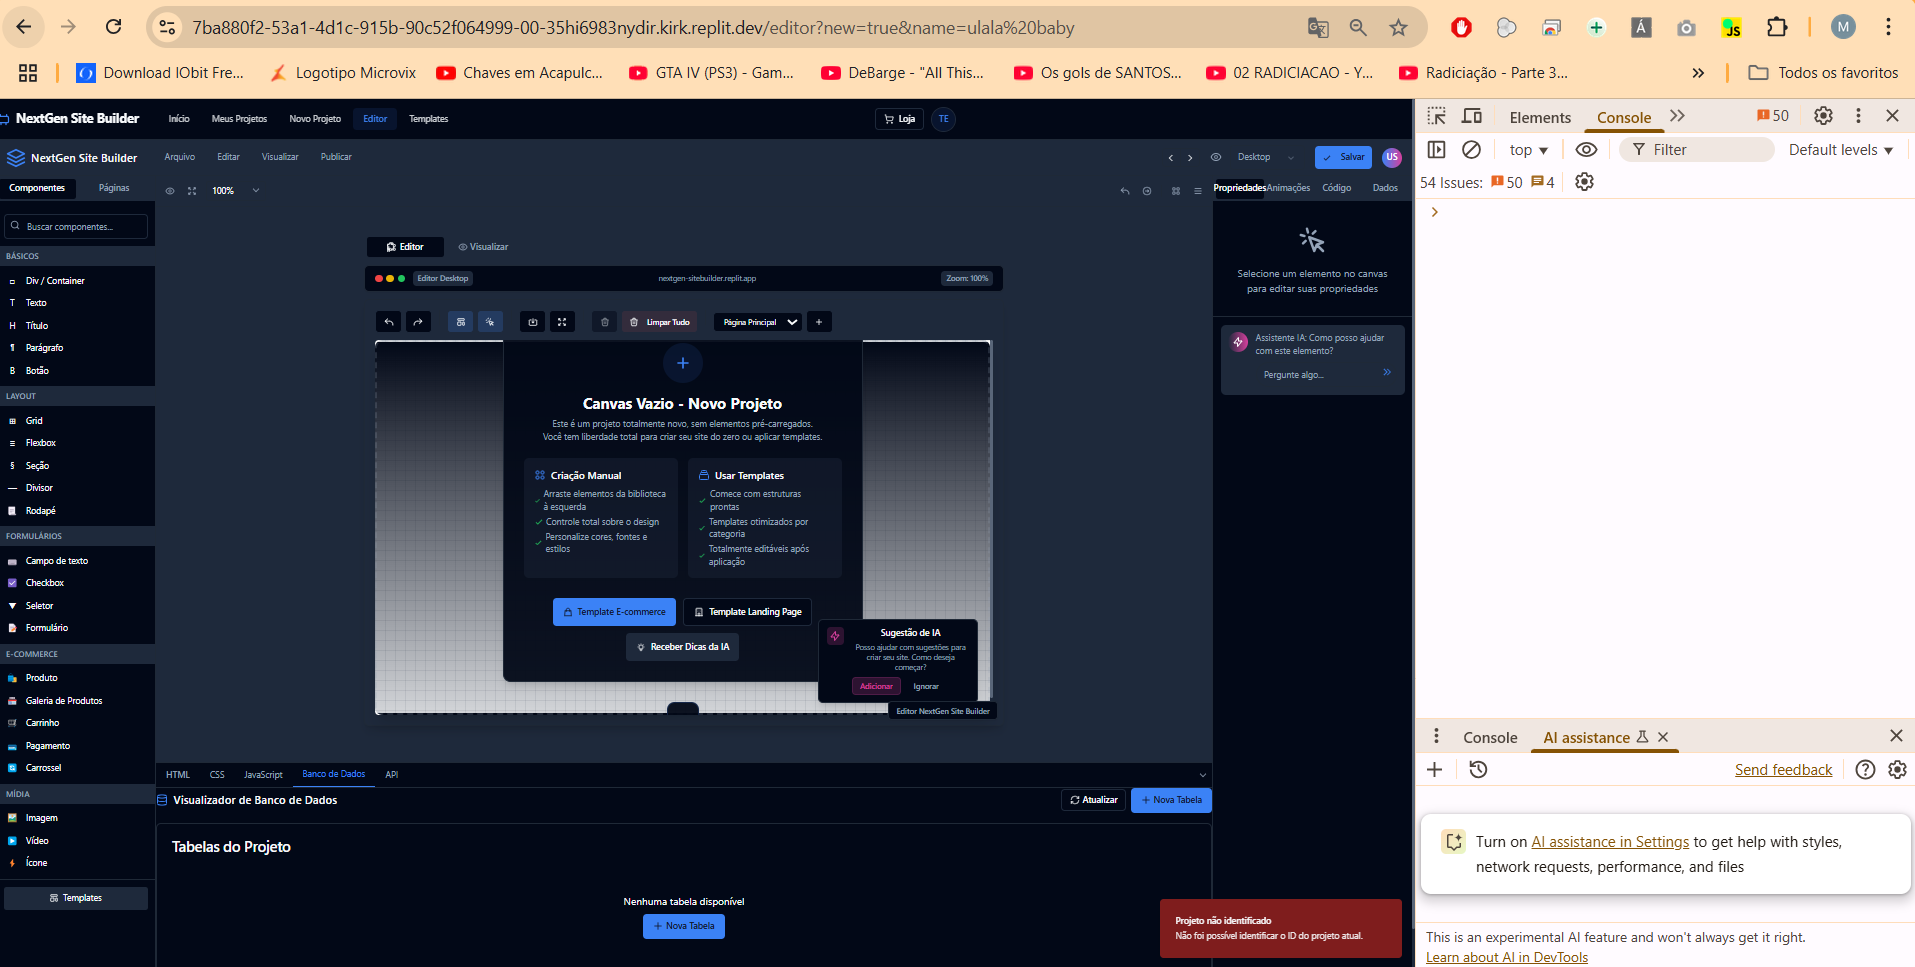 7ba880f2-53a1-4d1c-915b-90c52f064999-00-35hi6983nydir.kirk.replit.dev/editor?new=true&name=ulala%20baby
M
Download IObit Fre...
Logotipo Microvix
Chaves em Acapulc...
GTA IV (PS3) - Gam...
DeBarge - "All This...
Os gols de SANTOS...
02 RADICIACAO - Y...
Radiciação - Parte 3...
Todos os favoritos
NextGen Site Builder
Início
Meus Projetos
Novo Projeto
Editor
Templates
Loja
TE
NextGen Site Builder
Arquivo
Editar
Visualizar
Publicar
Desktop
Salvar
US
Componentes
Páginas
100%
Propriedades
Animações
Código
Dados
Buscar componentes...
BÁSICOS
Div / Container
T Texto
H Título
¶ Parágrafo
B Botão
LAYOUT
Grid
Flexbox
§ Seção
Divisor
Rodapé
FORMULÁRIOS
Campo de texto
Checkbox
Seletor
Formulário
E-COMMERCE
Produto
Galeria de Produtos
Carrinho
Pagamento
Carrossel
MÍDIA
Imagem
Vídeo
Ícone
Templates
Editor
Visualizar
Editor Desktop
nextgen-sitebuilder.replit.app
Zoom: 100%
Limpar Tudo
Página Principal
Canvas Vazio - Novo Projeto
Este é um projeto totalmente novo, sem elementos pré-carregados.
Você tem liberdade total para criar seu site do zero ou aplicar templates.
Criação Manual
Arraste elementos da biblioteca
à esquerda
Controle total sobre o design
Personalize cores, fontes e
estilos
Usar Templates
Comece com estruturas
prontas
Templates otimizados por
categoria
Totalmente editáveis após
aplicação
Template E-commerce
Template Landing Page
Receber Dicas da IA
Sugestão de IA
Posso ajudar com sugestões para
criar seu site. Como deseja
começar?
Adicionar
Ignorar
Editor NextGen Site Builder
Selecione um elemento no canvas
para editar suas propriedades
Assistente IA: Como posso ajudar
com este elemento?
Pergunte algo...
HTML
CSS
JavaScript
Banco de Dados
API
Visualizador de Banco de Dados
Atualizar
+ Nova Tabela
Tabelas do Projeto
Nenhuma tabela disponível
+ Nova Tabela
Projeto não identificado
Não foi possível identificar o ID do projeto atual.
Elements
Console
50
top
Filter
Default levels
54 Issues: 50 4
Console
AI assistance
Send feedback
Turn on AI assistance in Settings to get help with styles,
network requests, performance, and files
This is an experimental AI feature and won't always get it right.
Learn about AI in DevTools